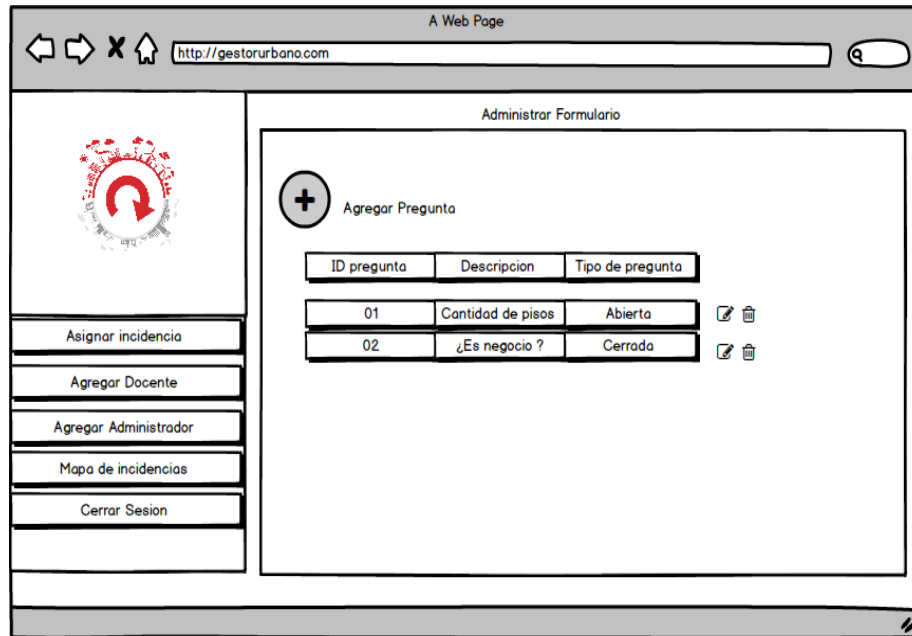 A Web Page
http://gestorurbano.com
Administrar Formulario
Agregar Pregunta
ID pregunta Descripcion Tipo de pregunta
01 Cantidad de pisos Abierta
02 ¿Es negocio ? Cerrada
Asignar incidencia
Agregar Docente
Agregar Administrador
Mapa de incidencias
Cerrar Sesion